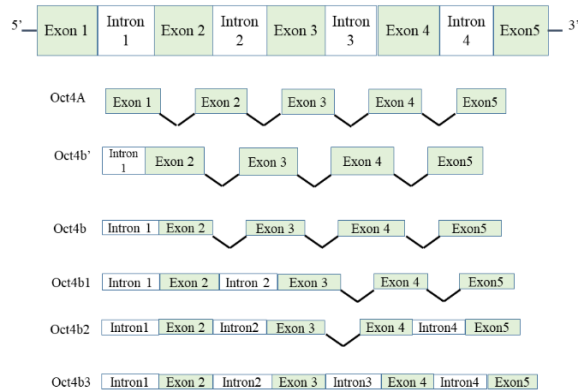 5’ Exon 1 Intron 1 Exon 2 Intron 2 Exon 3 Intron 3 Exon 4 Intron 4 Exon5 3’
Oct4A Exon 1 Exon 2 Exon 3 Exon 4 Exon5
Oct4b’ Intron 1 Exon 2 Exon 3 Exon 4 Exon5
Oct4b Intron 1 Exon 2 Exon 3 Exon 4 Exon5
Oct4b1 Intron 1 Exon 2 Intron 2 Exon 3 Exon 4 Exon5
Oct4b2 Intron1 Exon 2 Intron2 Exon 3 Exon 4 Intron4 Exon5
Oct4b3 Intron1 Exon 2 Intron2 Exon 3 Intron3 Exon 4 Intron4 Exon5